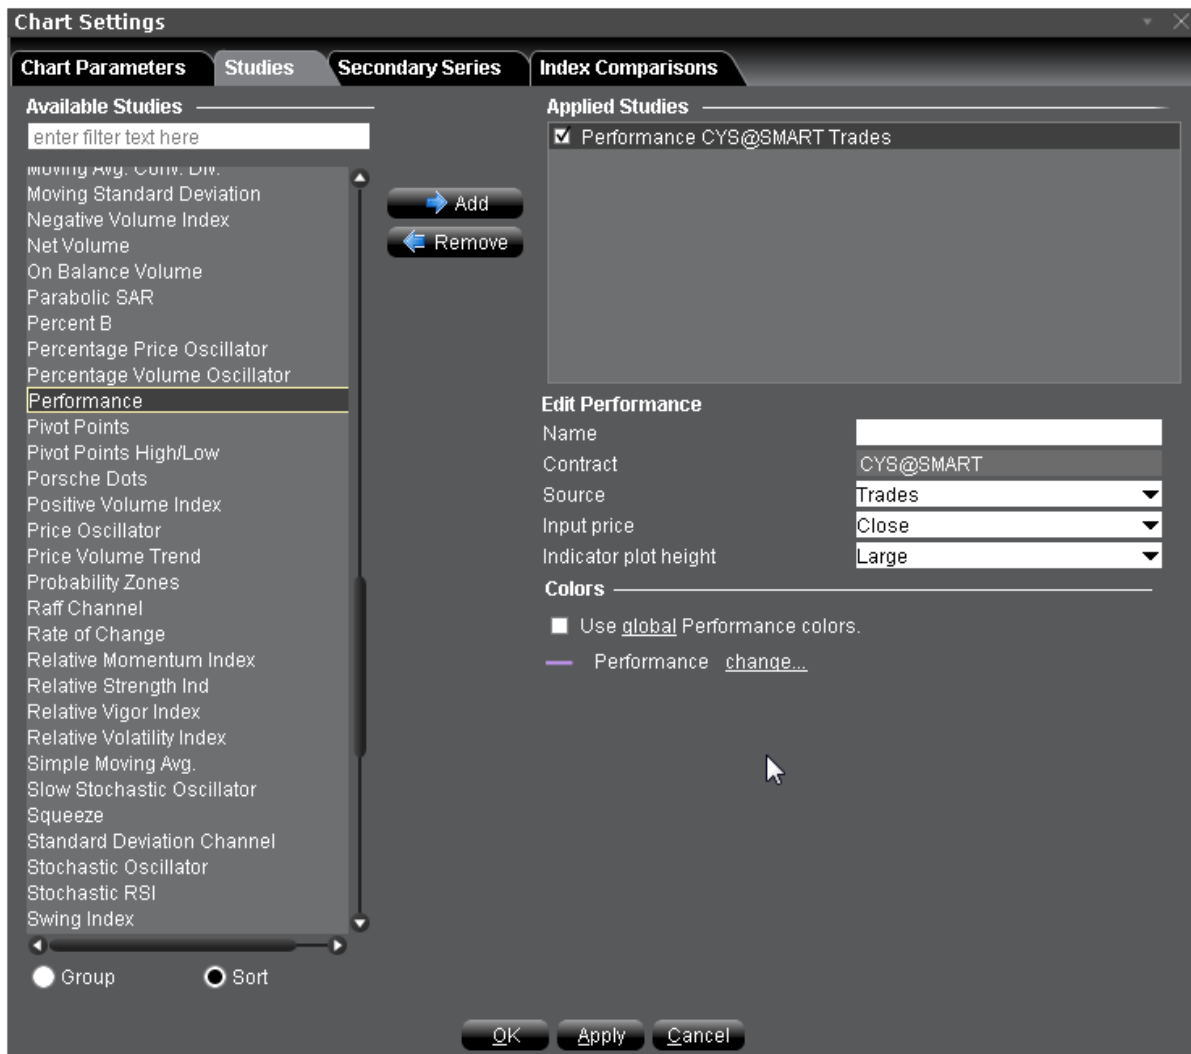 Chart Settings
Chart Parameters
Studies
Secondary Series
Index Comparisons
Available Studies
enter filter text here
Moving Avg. Conv. Div.
Moving Standard Deviation
Negative Volume Index
Net Volume
On Balance Volume
Parabolic SAR
Percent B
Percentage Price Oscillator
Percentage Volume Oscillator
Performance
Pivot Points
Pivot Points High/Low
Porsche Dots
Positive Volume Index
Price Oscillator
Price Volume Trend
Probability Zones
Raff Channel
Rate of Change
Relative Momentum Index
Relative Strength Ind
Relative Vigor Index
Relative Volatility Index
Simple Moving Avg.
Slow Stochastic Oscillator
Squeeze
Standard Deviation Channel
Stochastic Oscillator
Stochastic RSI
Swing Index
Group
Sort
Add
Remove
Applied Studies
Performance CYS@SMART Trades
Edit Performance
Name
Contract CYS@SMART
Source Trades
Input price Close
Indicator plot height Large
Colors
Use global Performance colors.
Performance change...
OK
Apply
Cancel